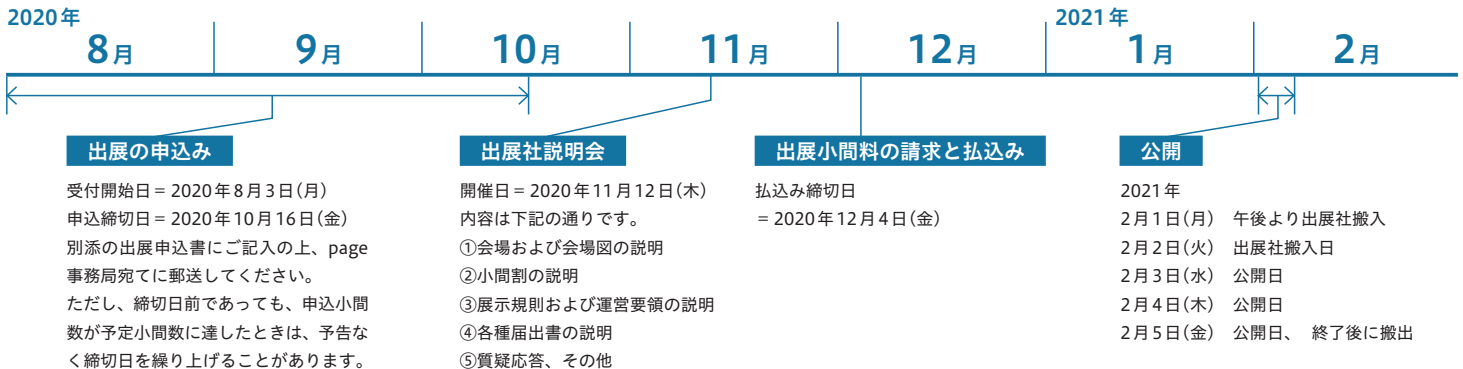 2020年
8月
9月
10月
11月
12月
2021年
1月
2月
出展の申込み
受付開始日＝2020年8月3日（月）
申込締切日＝2020年10月16日（金）
別添の出展申込書にご記入の上、page
事務局宛てに郵送してください。
ただし、締切日前であっても、申込小間
数が予定小間数に達したときは、予告な
く締切日を繰り上げることがあります。
出展社説明会
開催日＝2020年11月12日（木）
内容は下記の通りです。
①会場および会場図の説明
②小間割の説明
③展示規則および運営要領の説明
④各種届出書の説明
⑤質疑応答、その他
出展小間料の請求と払込み
払込み締切日
＝2020年12月4日（金）
公開
2021年
2月1日（月） 午後より出展社搬入
2月2日（火） 出展社搬入日
2月3日（水） 公開日
2月4日（木） 公開日
2月5日（金） 公開日、 終了後に搬出